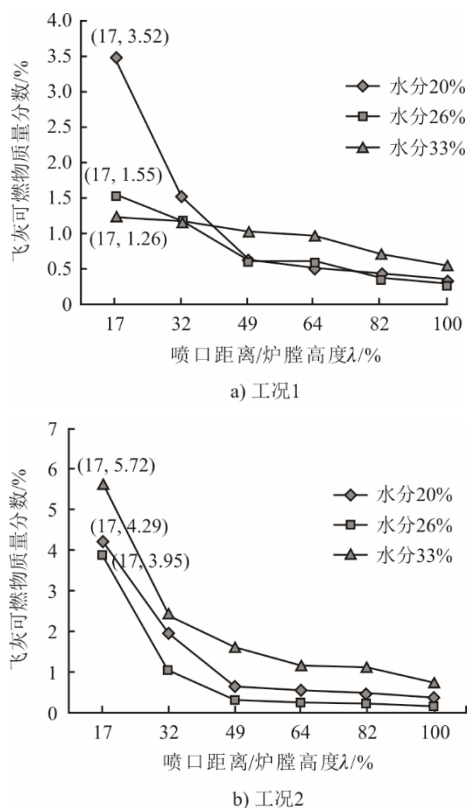 4.0
(17, 3.52)
3.5
水分20%
3.0
水分26%
2.5
水分33%
2.0
(17, 1.55)
1.5
1.0
(17, 1.26)
0.5
0
17 32 49 64 82 100
飞灰可燃物质量分数/%
喷口距离/炉膛高度λ/%
a) 工况1
7
6
(17, 5.72)
水分20%
5
(17, 4.29)
水分26%
4
(17, 3.95)
水分33%
3
2
1
0
17 32 49 64 82 100
飞灰可燃物质量分数/%
喷口距离/炉膛高度λ/%
b) 工况2